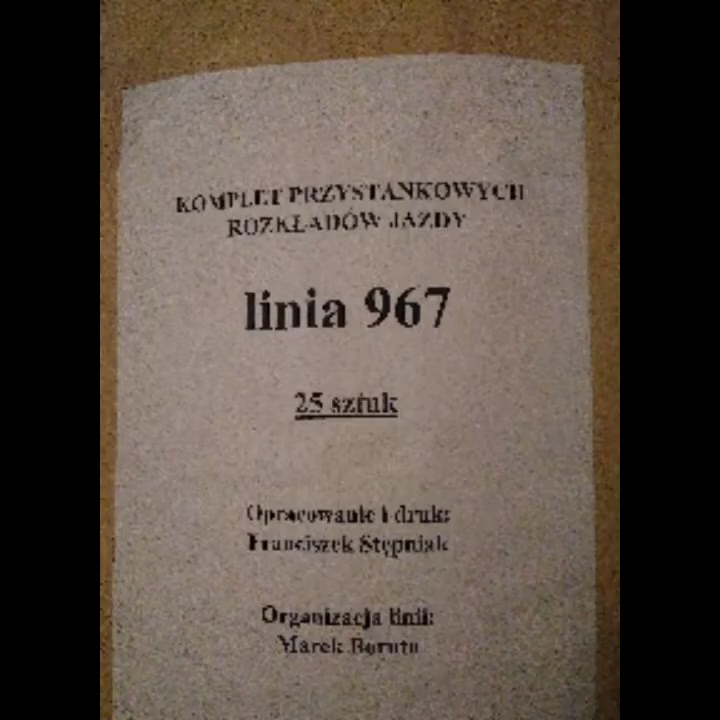 KOMPLET PRZYSTANKOWYCH
ROZKŁADÓW JAZDY
linia 967
25 sztuk
Opracowanie i druk:
Franciszek Stępniak
Organizacja linii:
Marek Boruta